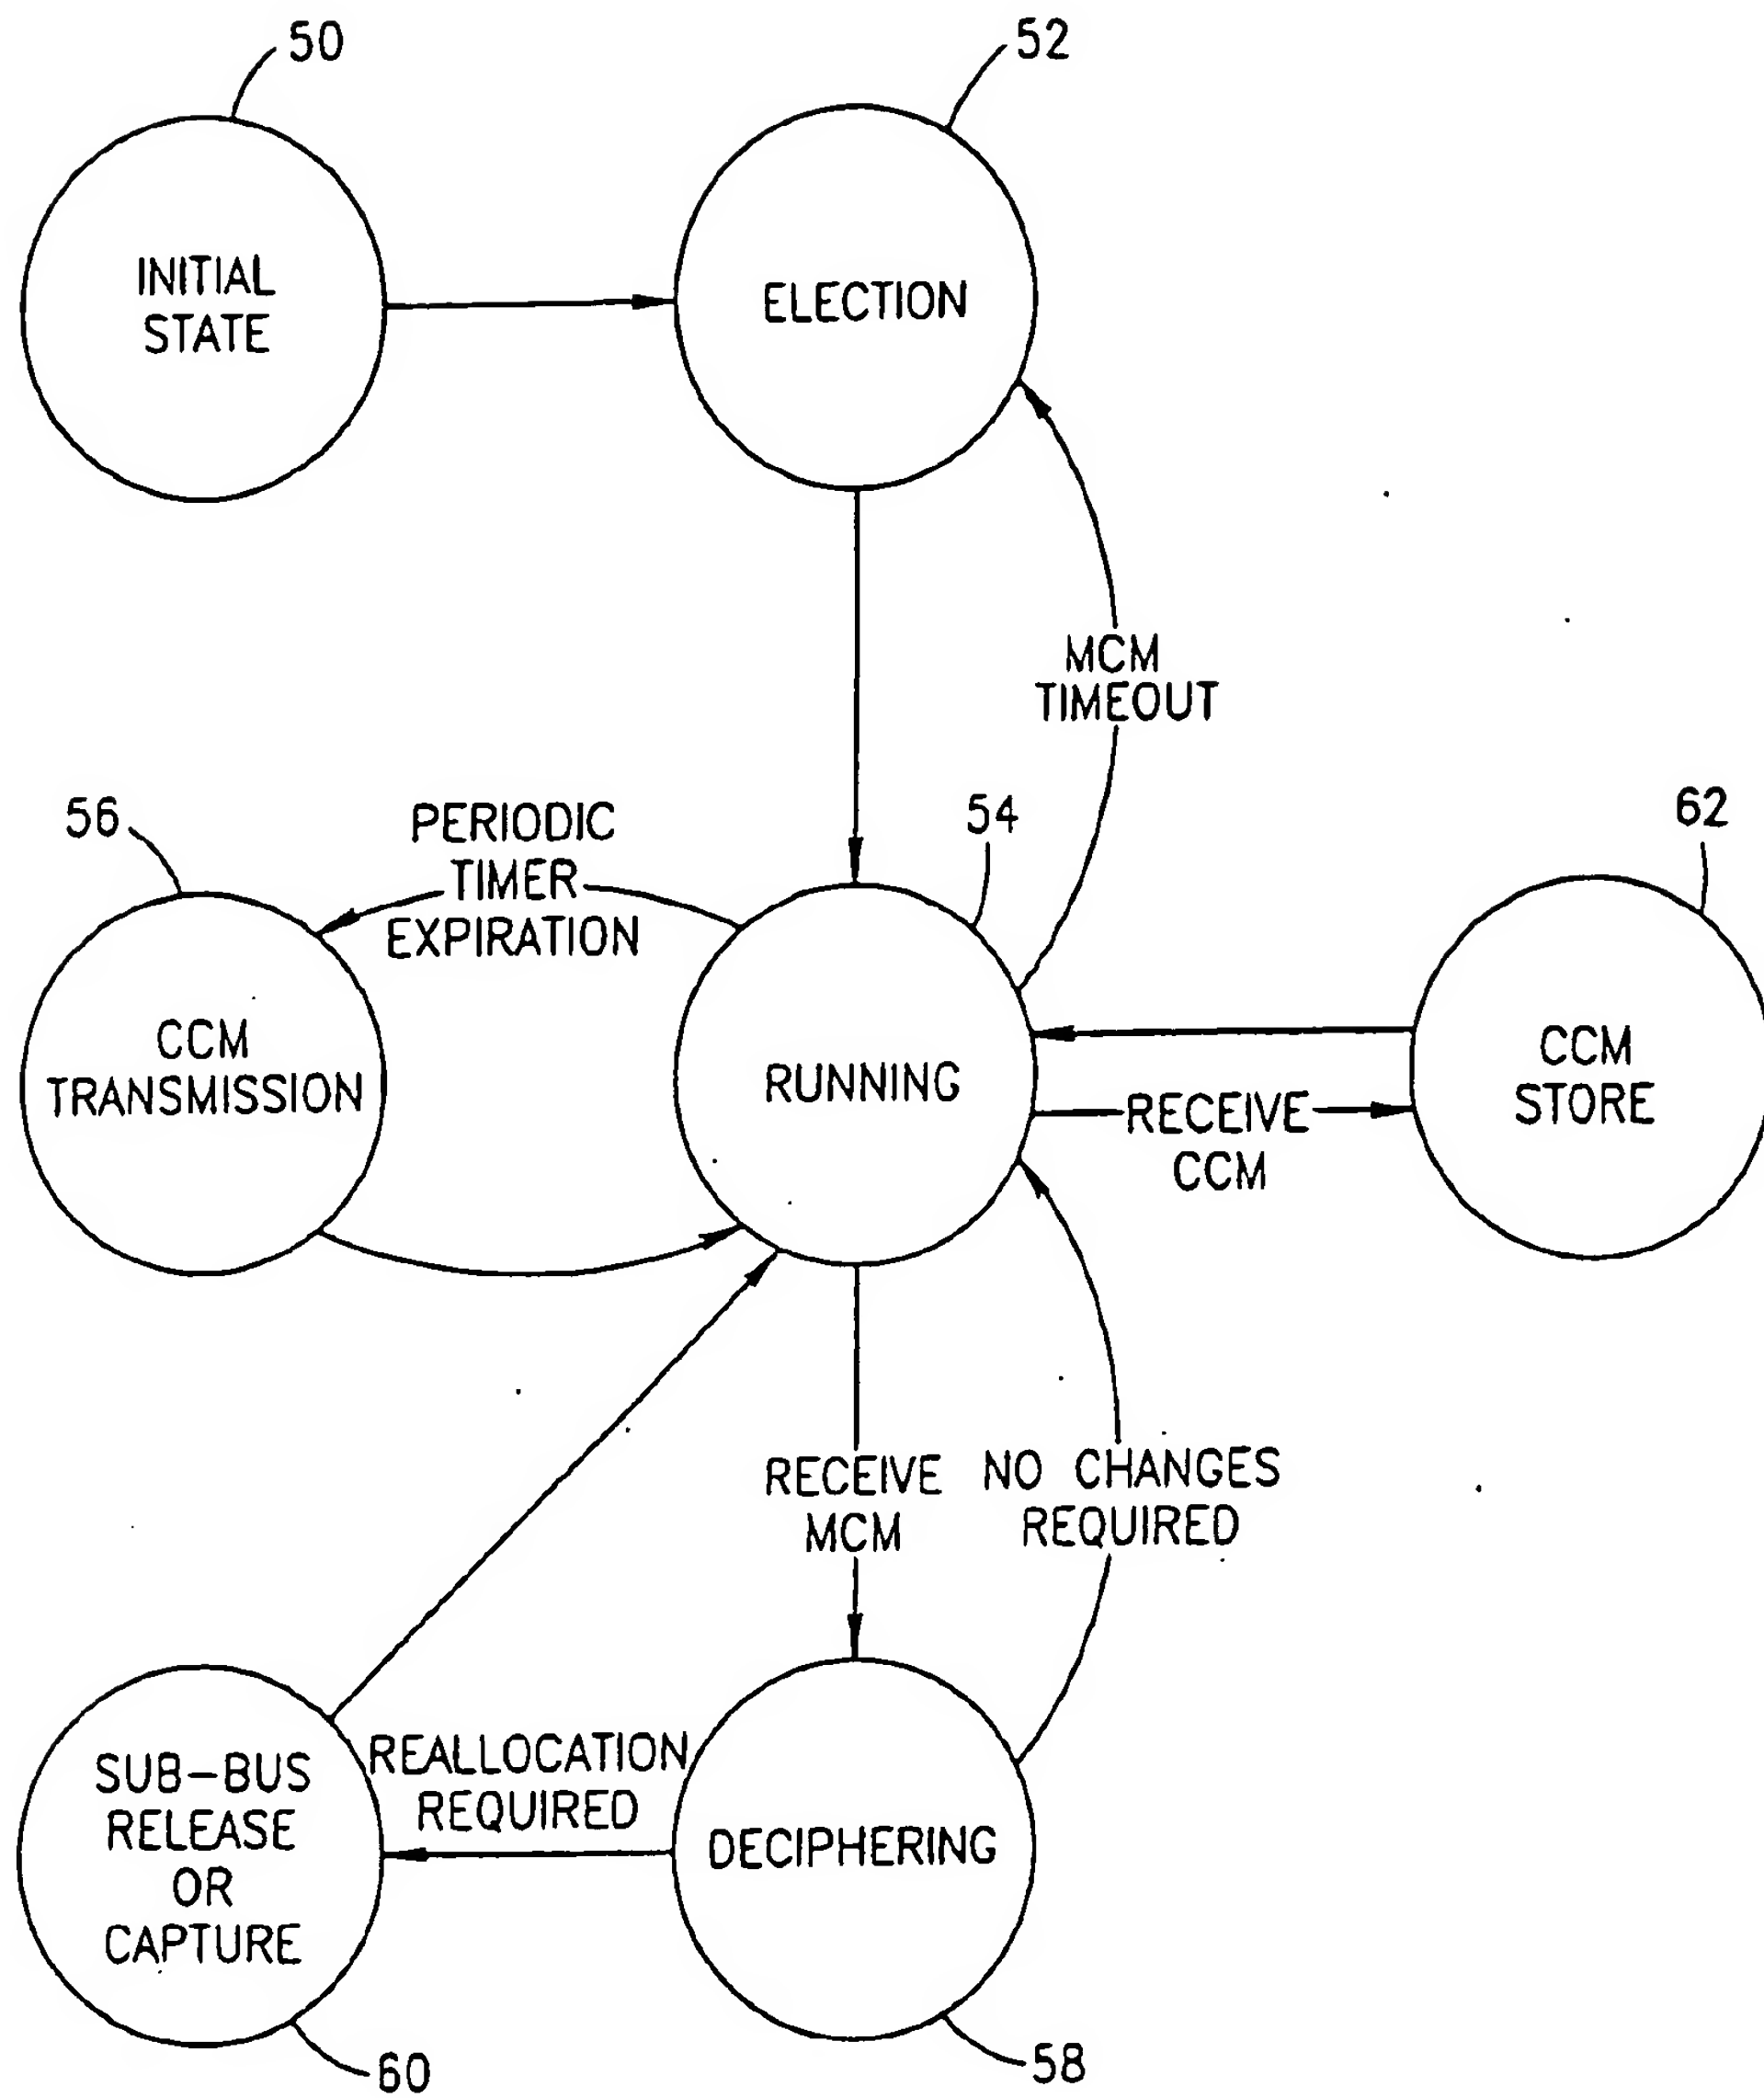 50
52
INITIAL
STATE
ELECTION
MCM
TIMEOUT
56
PERIODIC
TIMER
EXPIRATION
54
62
CCM
TRANSMISSION
RUNNING
CCM
STORE
RECEIVE
CCM
RECEIVE
MCM
NO CHANGES
REQUIRED
REALLOCATION
REQUIRED
SUB-BUS
RELEASE
OR
CAPTURE
DECIPHERING
60
58